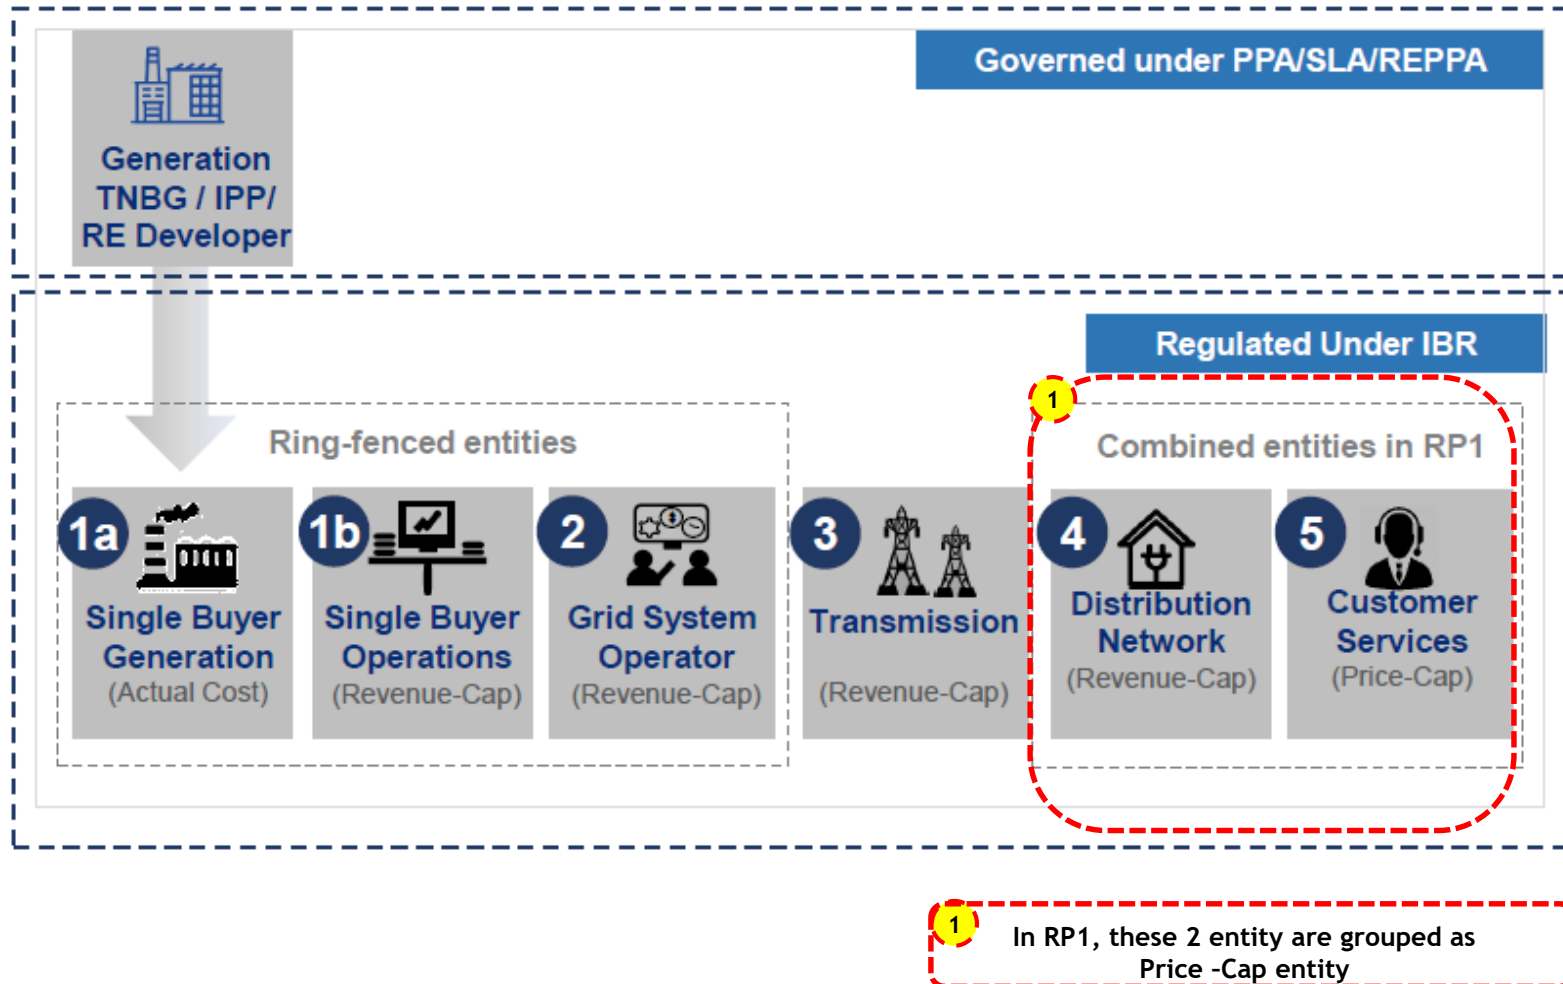 Governed under PPA/SLA/REPPA
Generation
TNBG / IPP/
RE Developer
Regulated Under IBR
Ring-fenced entities
1
Combined entities in RP1
1a
Single Buyer
Generation
(Actual Cost)
1b
Single Buyer
Operations
(Revenue-Cap)
2
Grid System
Operator
(Revenue-Cap)
3
Transmission
(Revenue-Cap)
4
Distribution
Network
(Revenue-Cap)
5
Customer
Services
(Price-Cap)
1
In RP1, these 2 entity are grouped as
Price –Cap entity